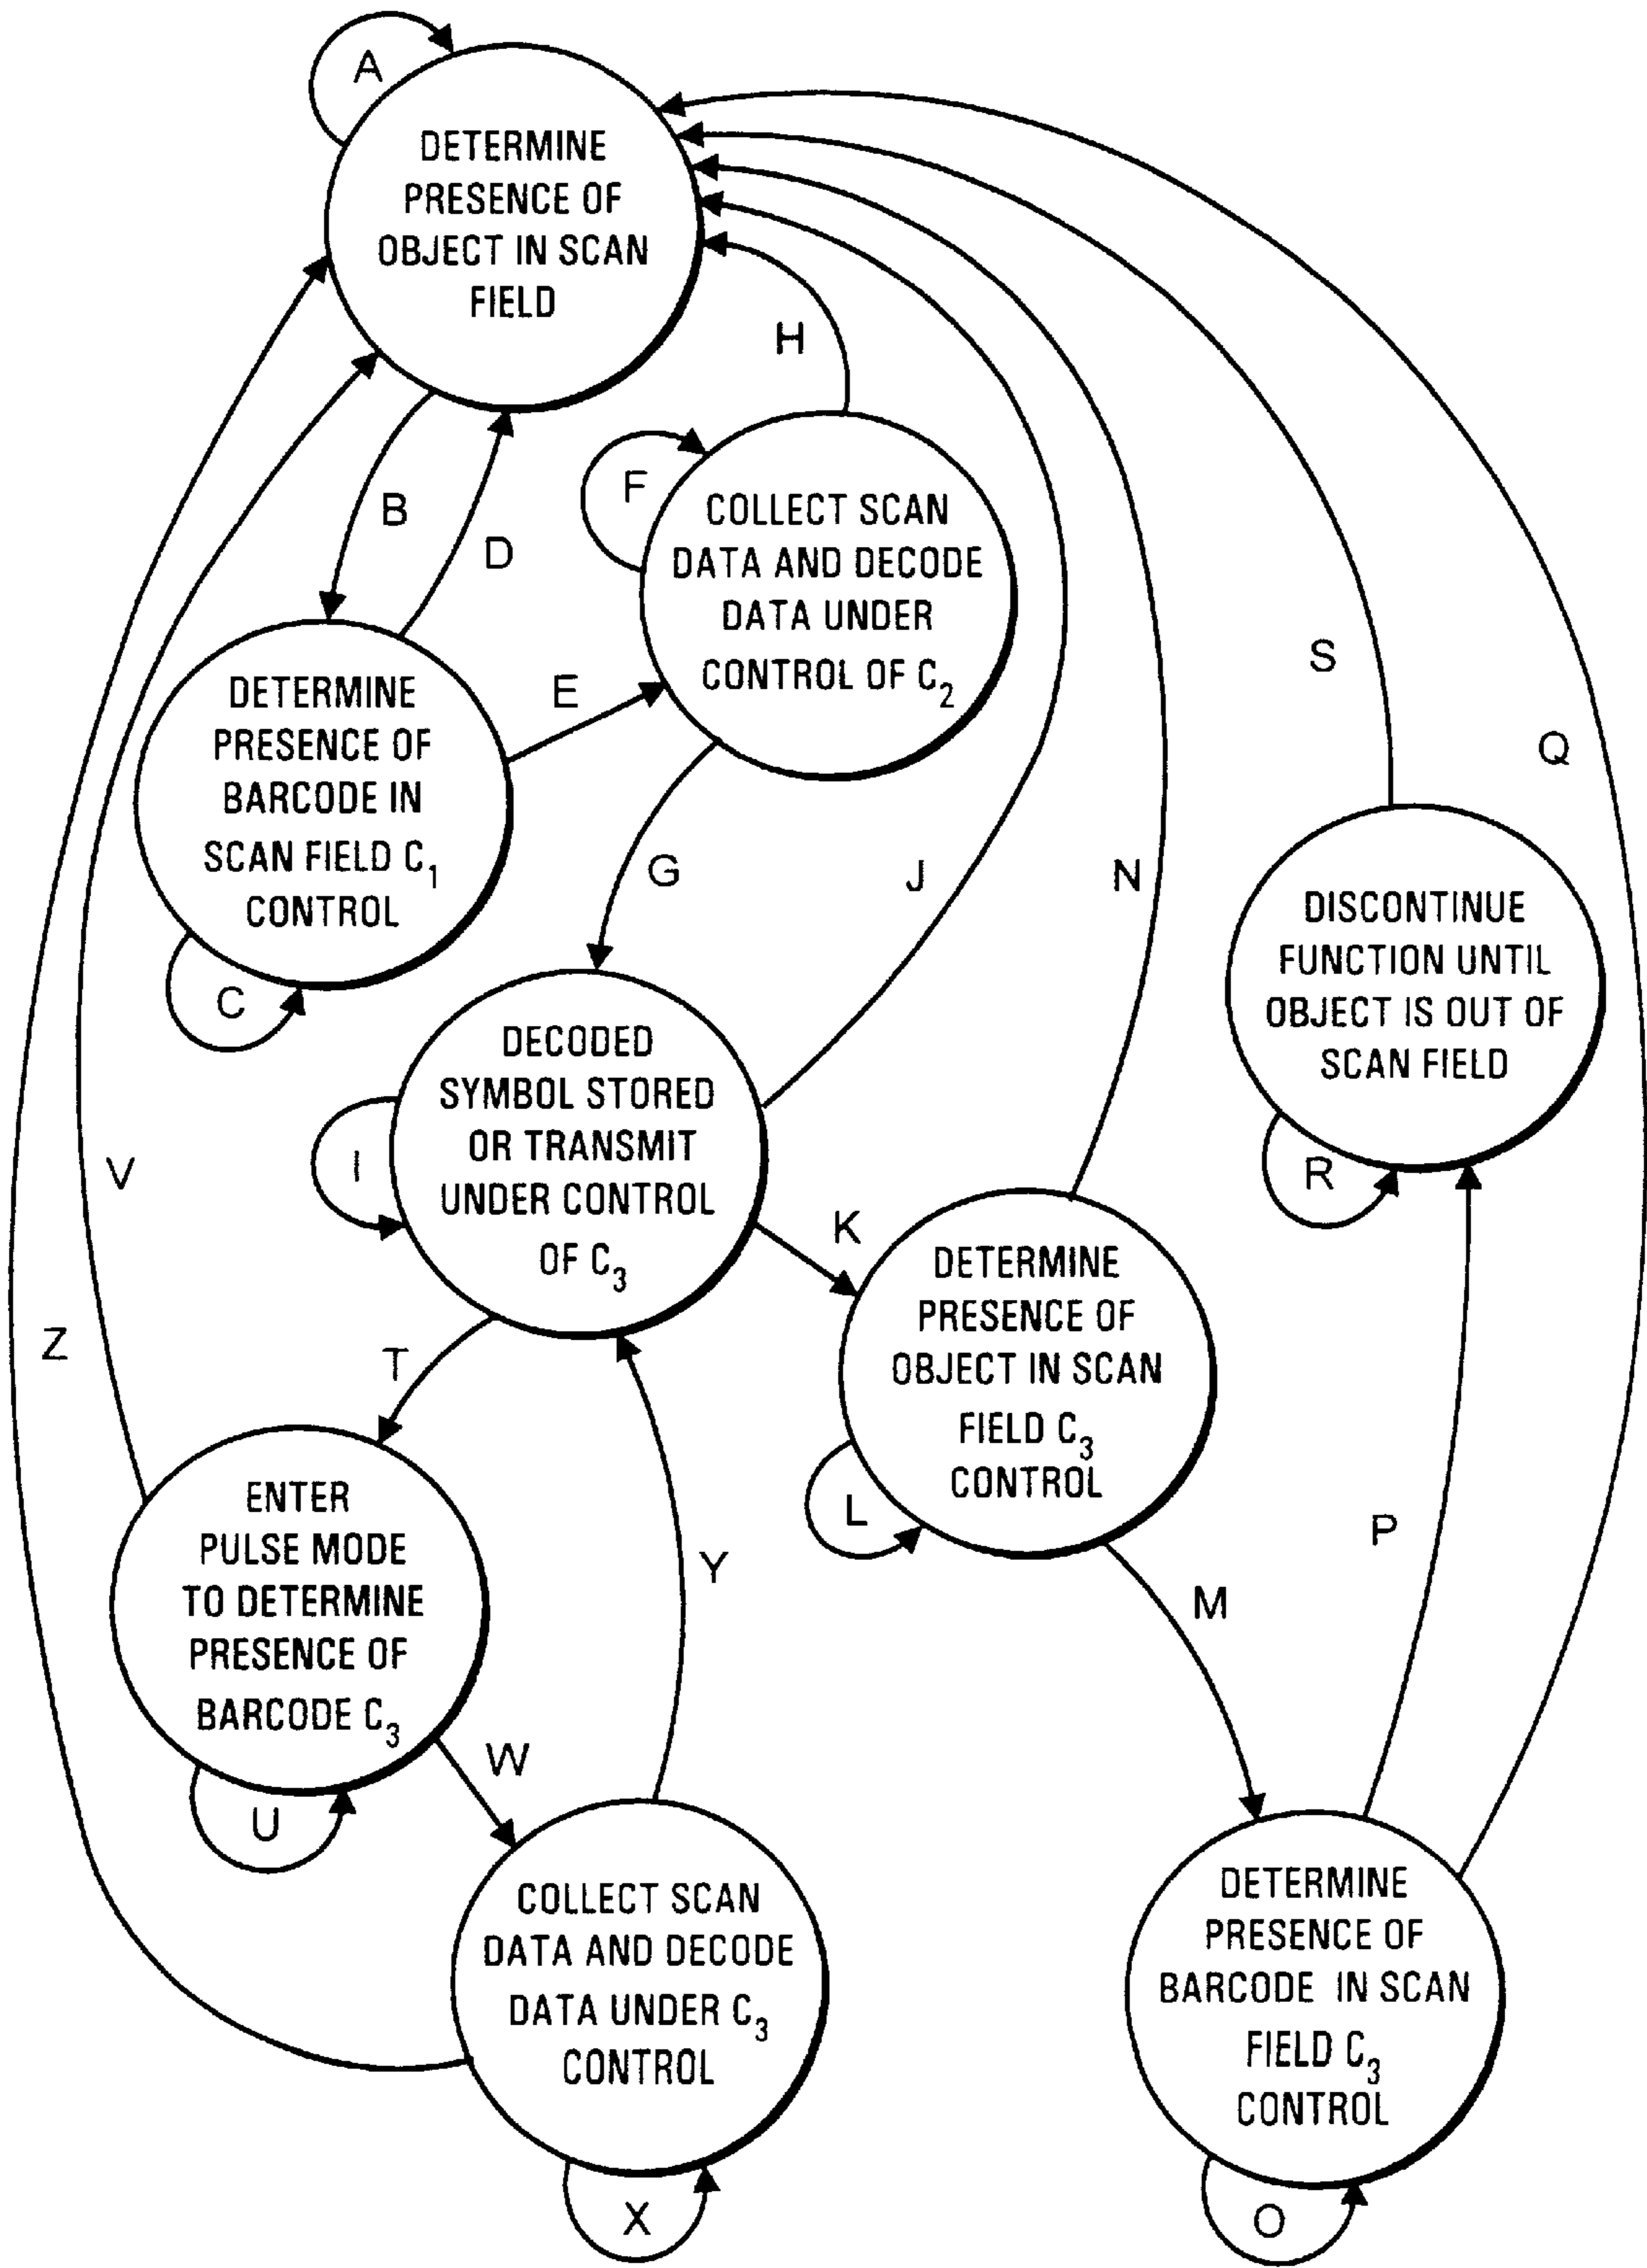 A
DETERMINE
PRESENCE OF
OBJECT IN SCAN
FIELD
H
B
D
F
COLLECT SCAN
DATA AND DECODE
DATA UNDER
CONTROL OF C2
E
DETERMINE
PRESENCE OF
BARCODE IN
SCAN FIELD C1
CONTROL
C
G
J
N
S
Q
DISCONTINUE
FUNCTION UNTIL
OBJECT IS OUT OF
SCAN FIELD
R
DECODED
SYMBOL STORED
OR TRANSMIT
UNDER CONTROL
OF C3
I
V
Z
K
T
DETERMINE
PRESENCE OF
OBJECT IN SCAN
FIELD C3
CONTROL
L
P
M
Y
ENTER
PULSE MODE
TO DETERMINE
PRESENCE OF
BARCODE C3
U
W
COLLECT SCAN
DATA AND DECODE
DATA UNDER C3
CONTROL
X
DETERMINE
PRESENCE OF
BARCODE IN SCAN
FIELD C3
CONTROL
O